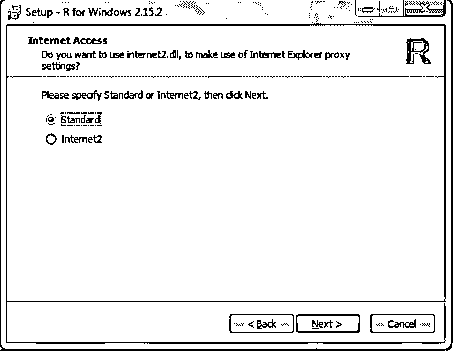 Setup - R for Windows 2.15.2
Internet Access
Do you want to use internet2.dll, to make use of Internet Explorer proxy
settings?
R
Please specify Standard or Internet2, then click Next.
Standard
Internet2
< Back
Next >
Cancel